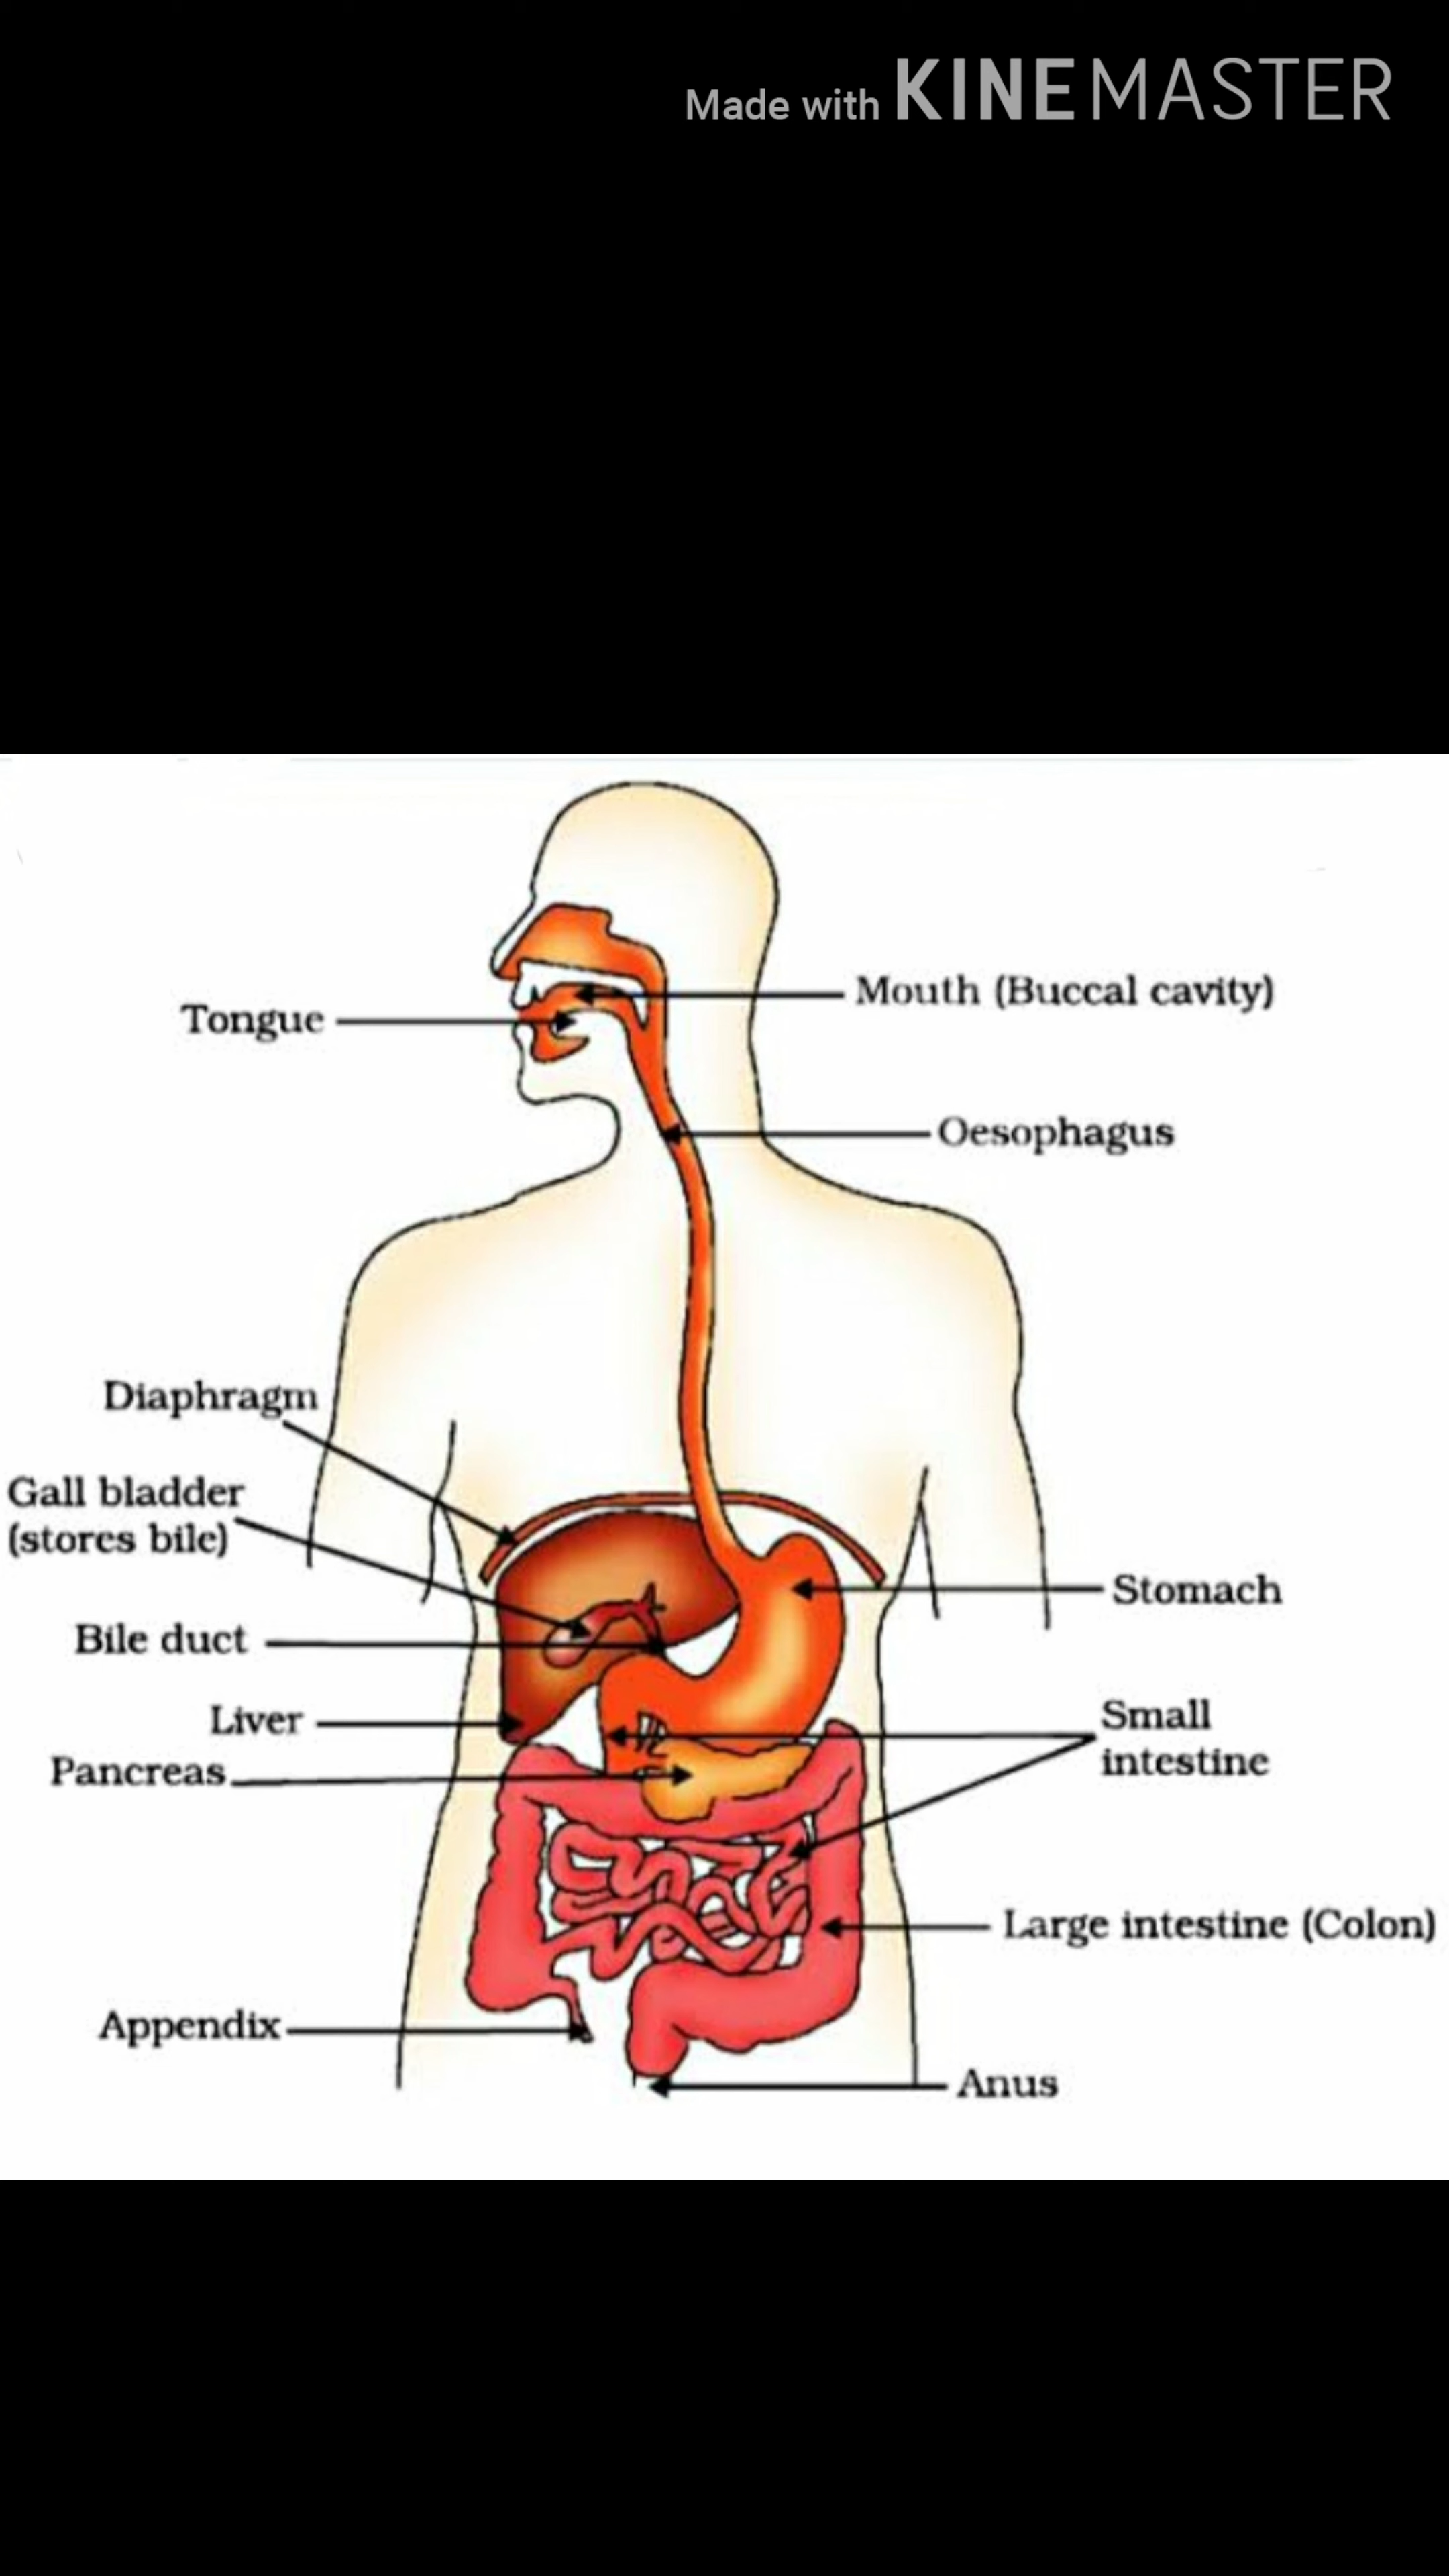 Made with KINEMASTER
Mouth (Buccal cavity)
Tongue
Oesophagus
Diaphragm
Gall bladder
(stores bile)
Stomach
Bile duct
Liver
Small
intestine
Pancreas
Large intestine (Colon)
Appendix
Anus